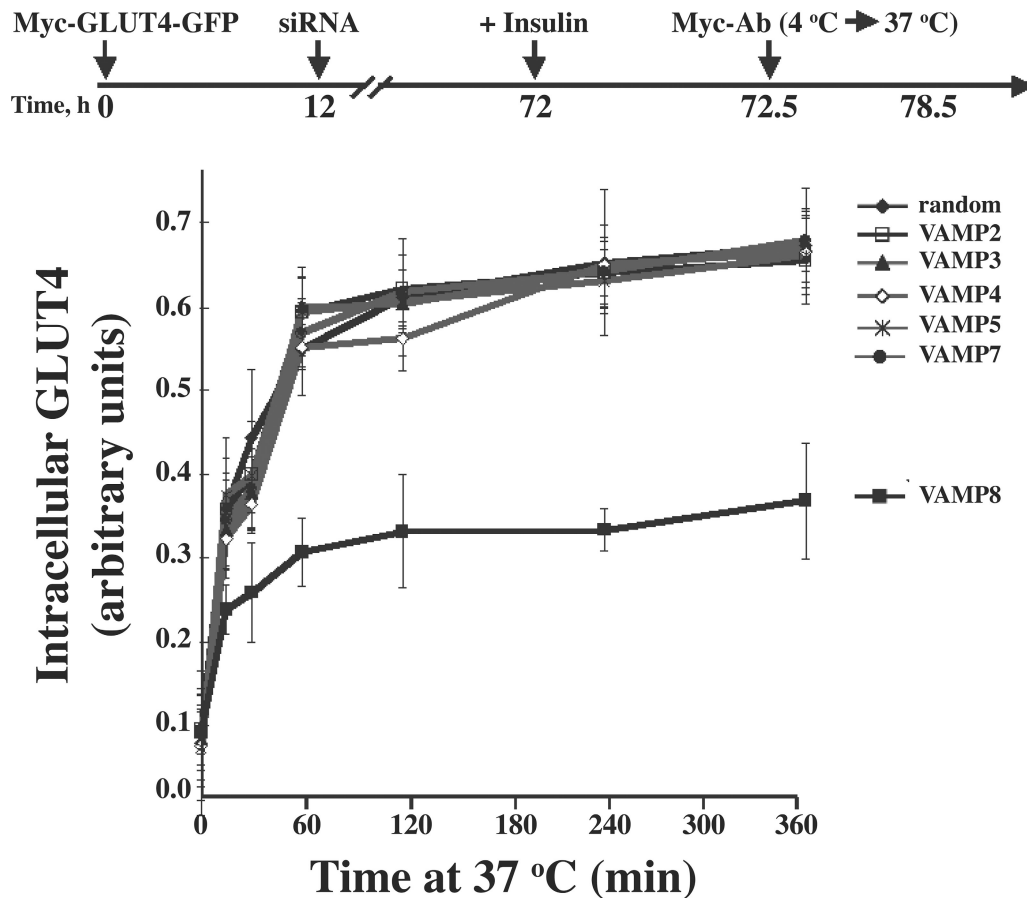 Myc-GLUT4-GFP siRNA + Insulin Myc-Ab (4 °C → 37 °C)
Time, h 0 12 72 72.5 78.5
Intracellular GLUT4
(arbitrary units)
0.7
0.6
0.5
0.4
0.3
0.2
0.1
0.0
0 60 120 180 240 300 360
Time at 37 °C (min)
random
VAMP2
VAMP3
VAMP4
VAMP5
VAMP7
VAMP8